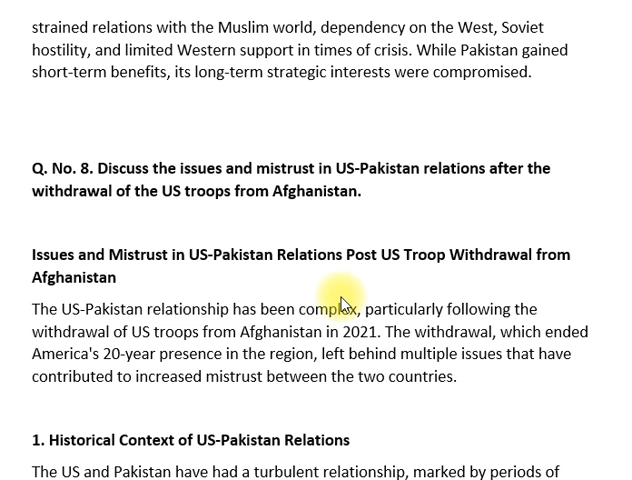 strained relations with the Muslim world, dependency on the West, Soviet
hostility, and limited Western support in times of crisis. While Pakistan gained
short-term benefits, its long-term strategic interests were compromised.
Q. No. 8. Discuss the issues and mistrust in US-Pakistan relations after the
withdrawal of the US troops from Afghanistan.
Issues and Mistrust in US-Pakistan Relations Post US Troop Withdrawal from
Afghanistan
The US-Pakistan relationship has been complex, particularly following the
withdrawal of US troops from Afghanistan in 2021. The withdrawal, which ended
America's 20-year presence in the region, left behind multiple issues that have
contributed to increased mistrust between the two countries.
1. Historical Context of US-Pakistan Relations
The US and Pakistan have had a turbulent relationship, marked by periods of